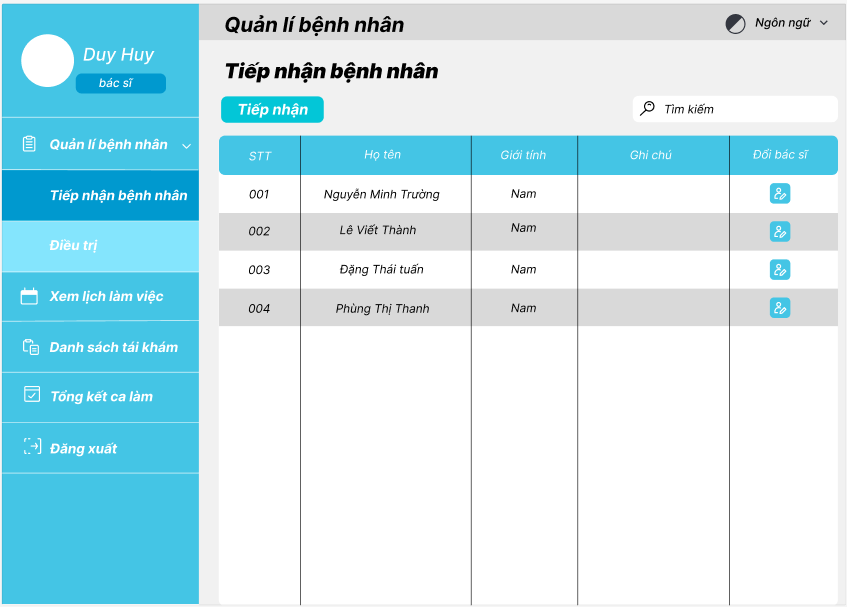 Duy Huy
bác sĩ
Quản lí bệnh nhân
Tiếp nhận bệnh nhân
Điều trị
Xem lịch làm việc
Danh sách tái khám
Tổng kết ca làm
Đăng xuất
Quản lí bệnh nhân
Ngôn ngữ
Tiếp nhận bệnh nhân
Tiếp nhận
Tìm kiếm
STT Họ tên Giới tính Ghi chú Đổi bác sĩ
001 Nguyễn Minh Trường Nam
002 Lê Viết Thành Nam
003 Đặng Thái tuấn Nam
004 Phùng Thị Thanh Nam